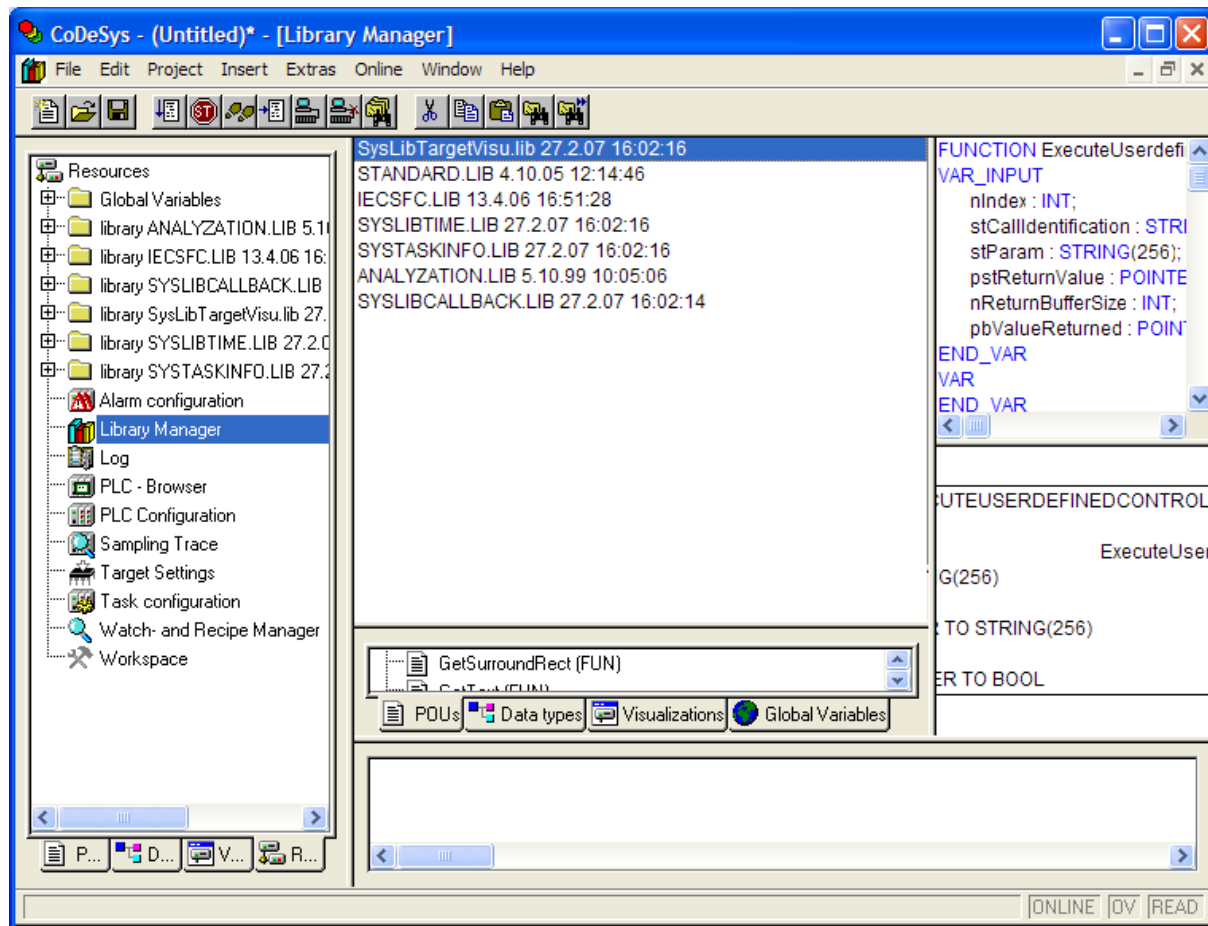 CoDeSys - (Untitled)* - [Library Manager]
File Edit Project Insert Extras Online Window Help
ST
Resources
Global Variables
library ANALYZATION.LIB 5.1
library IECSFC.LIB 13.4.06 16:
library SYSLIBCALLBACK.LIB
library SysLibTargetVisu.lib 27.
library SYSLIBTIME.LIB 27.2.0
library SYSTASKINFO.LIB 27.2
Alarm configuration
Library Manager
Log
PLC - Browser
PLC Configuration
Sampling Trace
Target Settings
Task configuration
Watch- and Recipe Manager
Workspace
P... D... V... R...
SysLibTargetVisu.lib 27.2.07 16:02:16
STANDARD.LIB 4.10.05 12:14:46
IECSFC.LIB 13.4.06 16:51:28
SYSLIBTIME.LIB 27.2.07 16:02:16
SYSTASKINFO.LIB 27.2.07 16:02:16
ANALYZATION.LIB 5.10.99 10:05:06
SYSLIBCALLBACK.LIB 27.2.07 16:02:14
GetSurroundRect (FUN)
POUs Data types Visualizations Global Variables
FUNCTION ExecuteUserdefi
VAR_INPUT
nIndex : INT;
stCallIdentification : STRI
stParam : STRING(256);
pstReturnValue : POINTE
nReturnBufferSize : INT;
pbValueReturned : POIN
END_VAR
VAR
END_VAR
UTEUSERDEFINEDCONTROL
ExecuteUser
G(256)
TO STRING(256)
ER TO BOOL
ONLINE OV READ